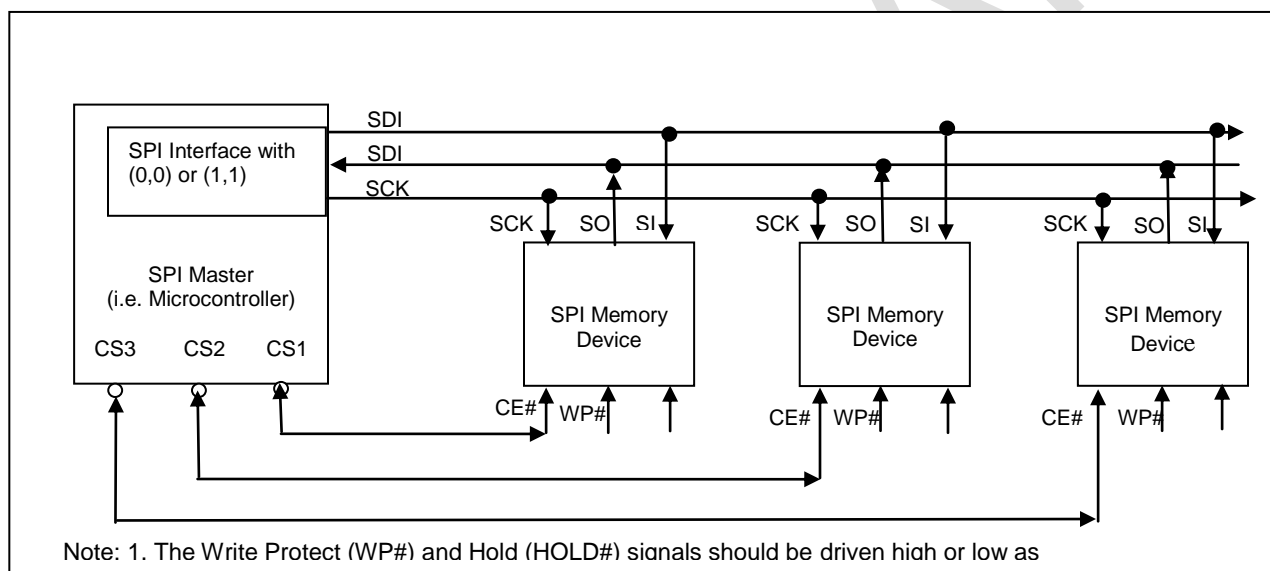 SDI
SPI Interface with
(0,0) or (1,1)
SDI
SCK
SPI Master
(i.e. Microcontroller)
CS3 CS2 CS1
SCK SO SI
SCK SO SI
SCK SO SI
SPI Memory
Device
SPI Memory
Device
SPI Memory
Device
CE# WP#
CE# WP#
CE# WP#
Note: 1. The Write Protect (WP#) and Hold (HOLD#) signals should be driven high or low as